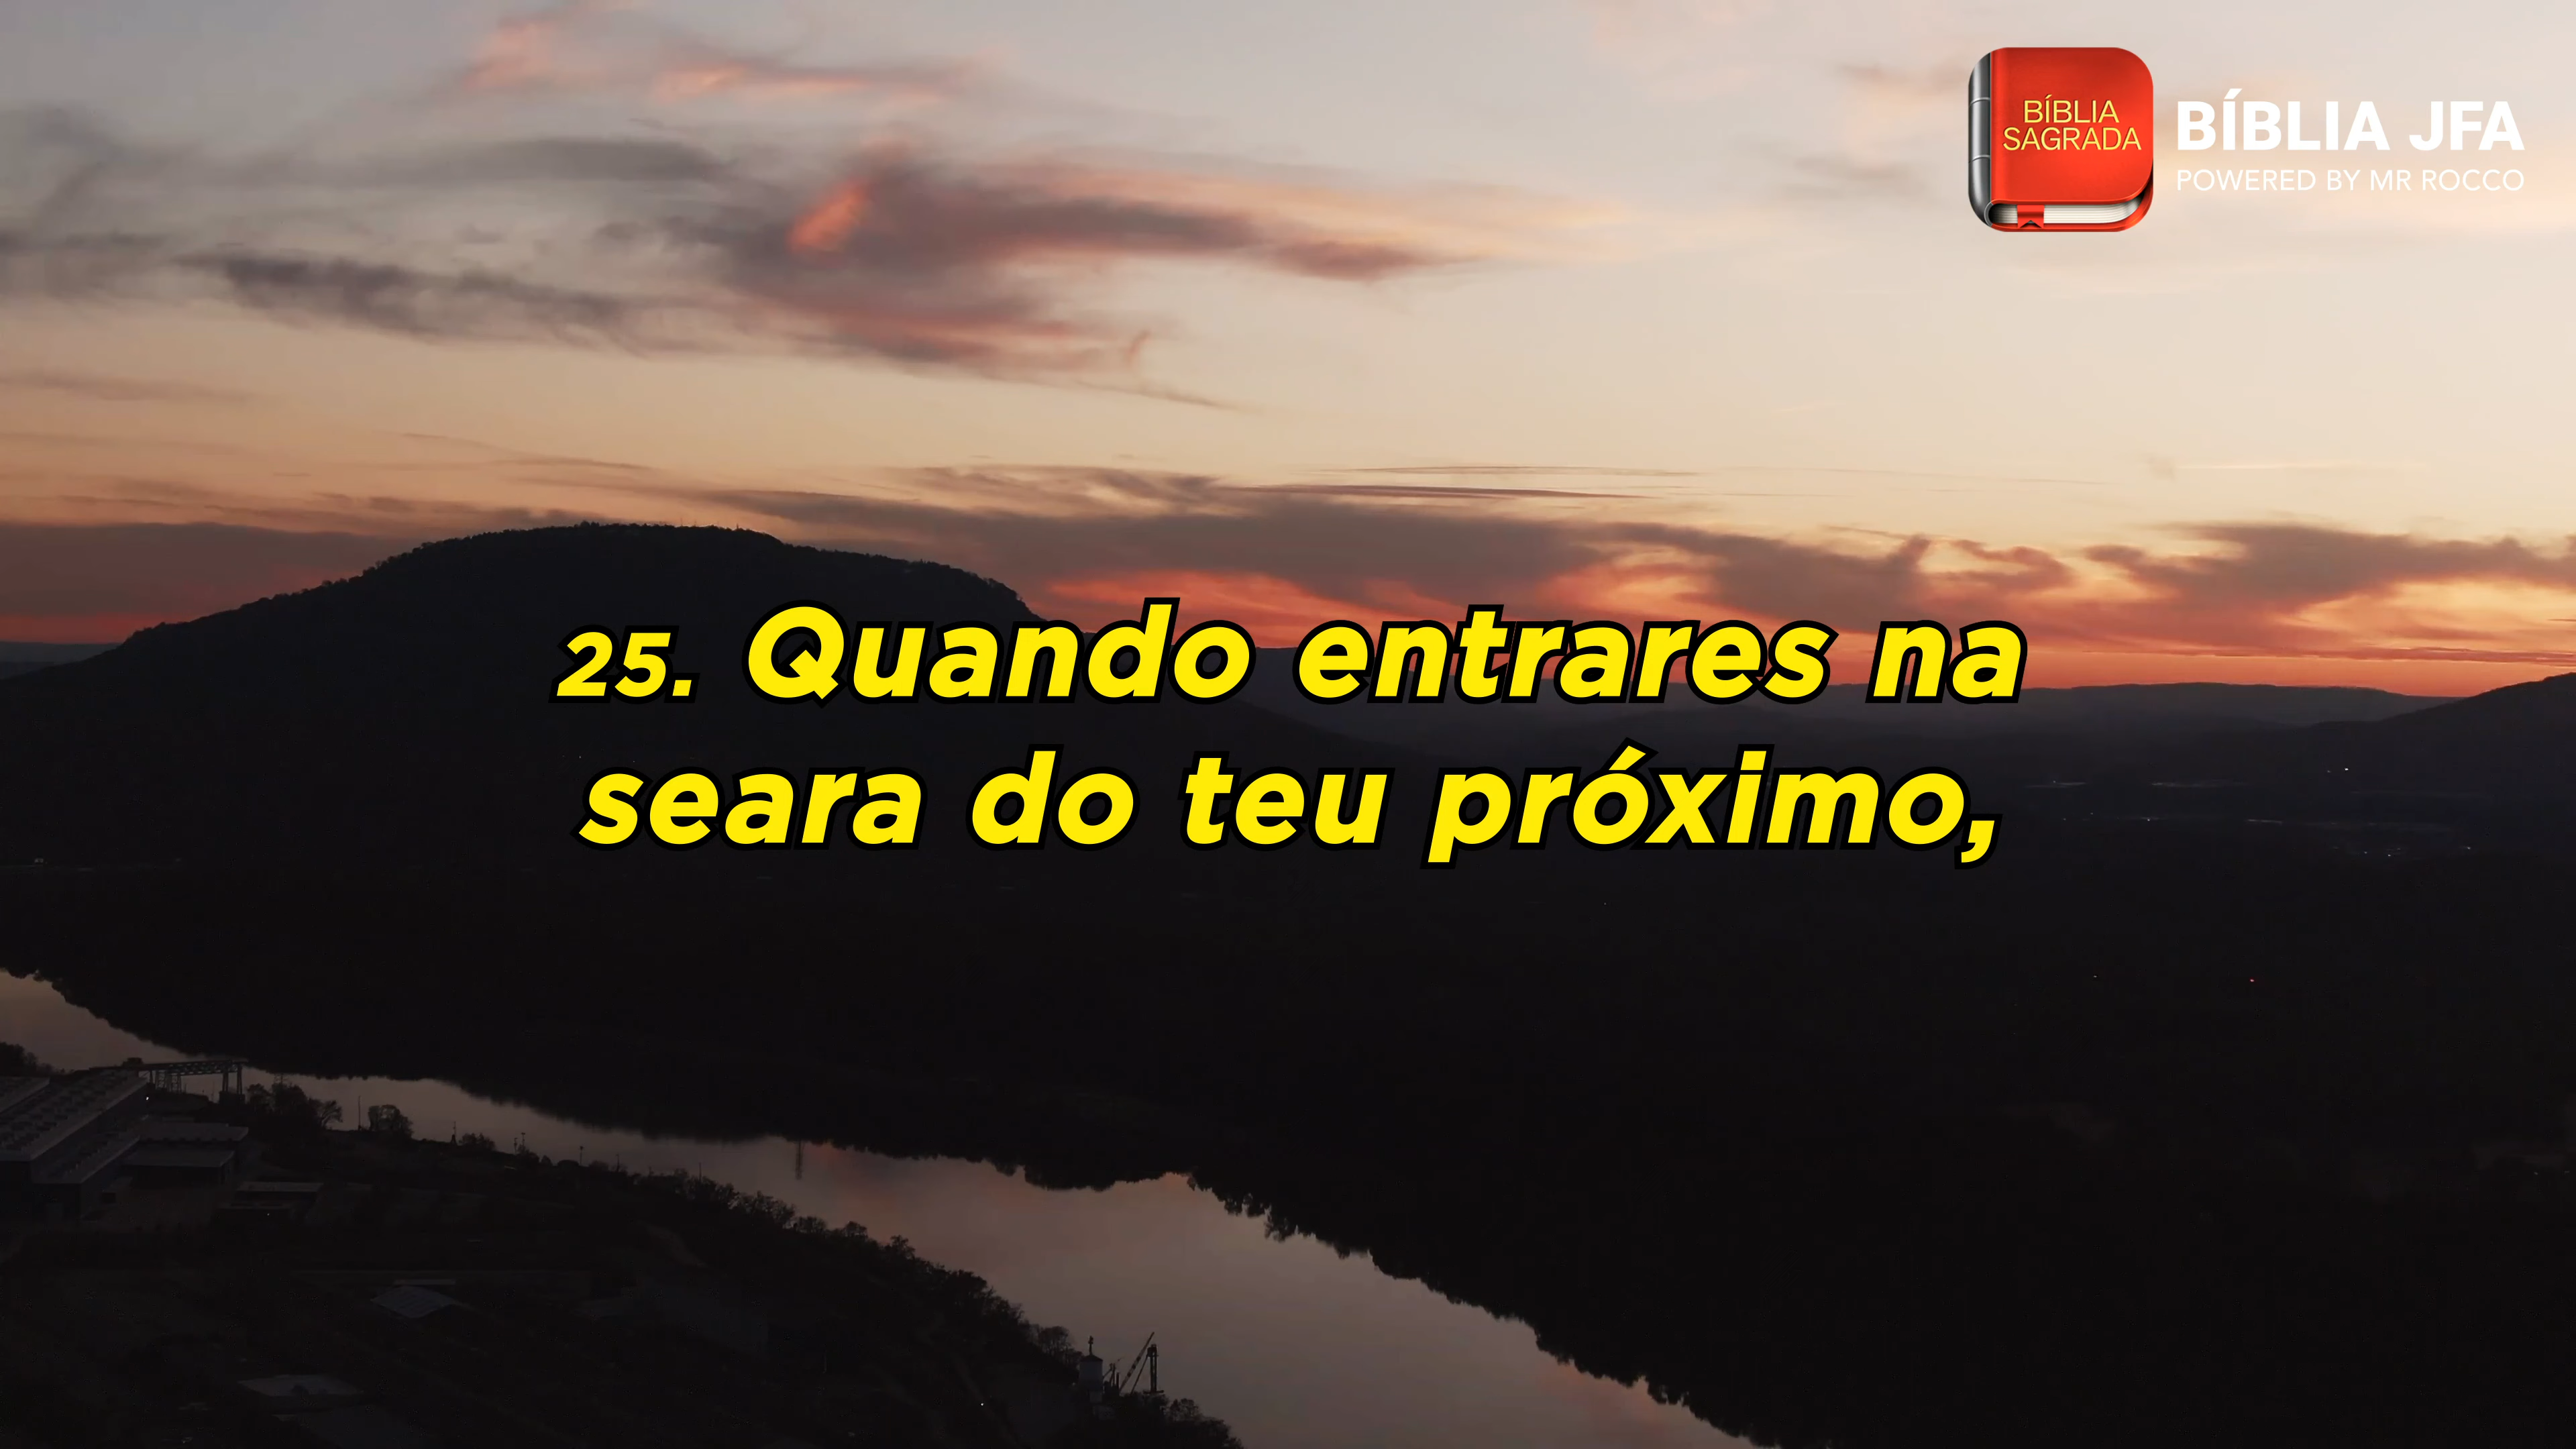 BÍBLIA
SAGRADA
BÍBLIA JFA
POWERED BY MR ROCCO
25. Quando entrares na
seara do teu próximo,